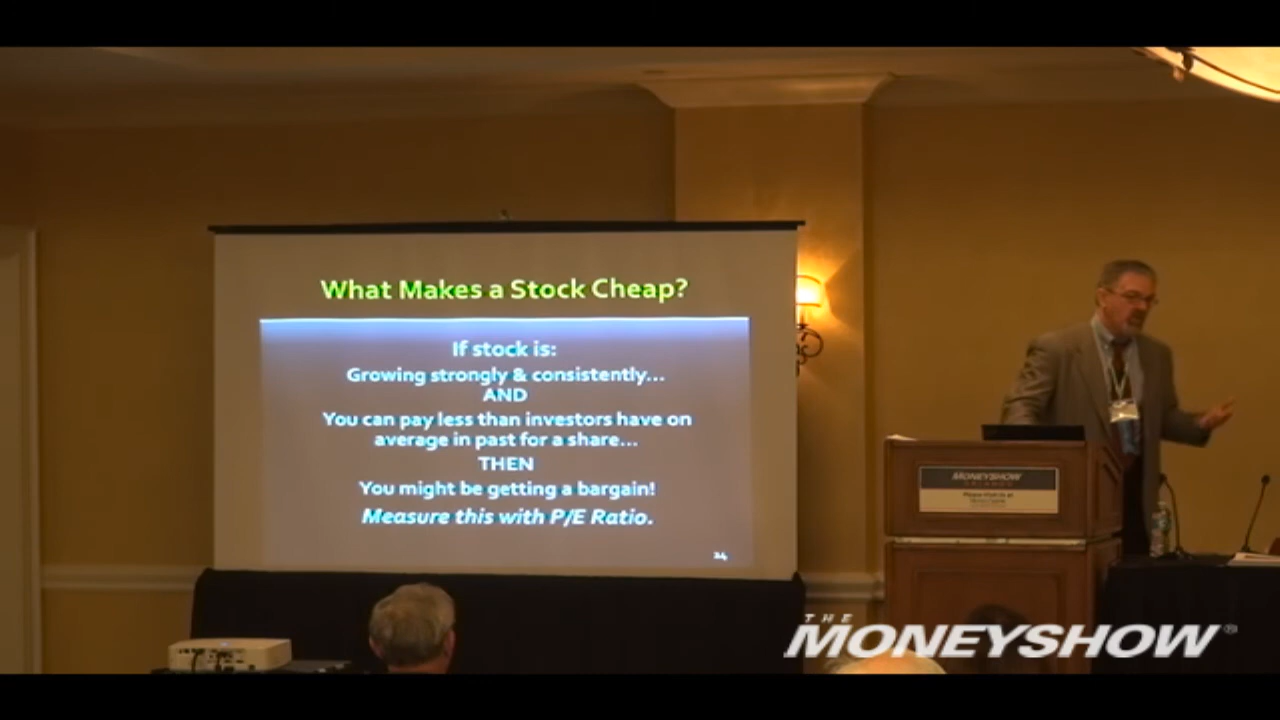 What Makes a Stock Cheap?
If stock is:
Growing strongly & consistently...
AND
You can pay less than investors have on
average in past for a share...
THEN
You might be getting a bargain!
Measure this with P/E Ratio.
24
MONEYSHOW
ORLANDO
THE
MONEYSHOW®